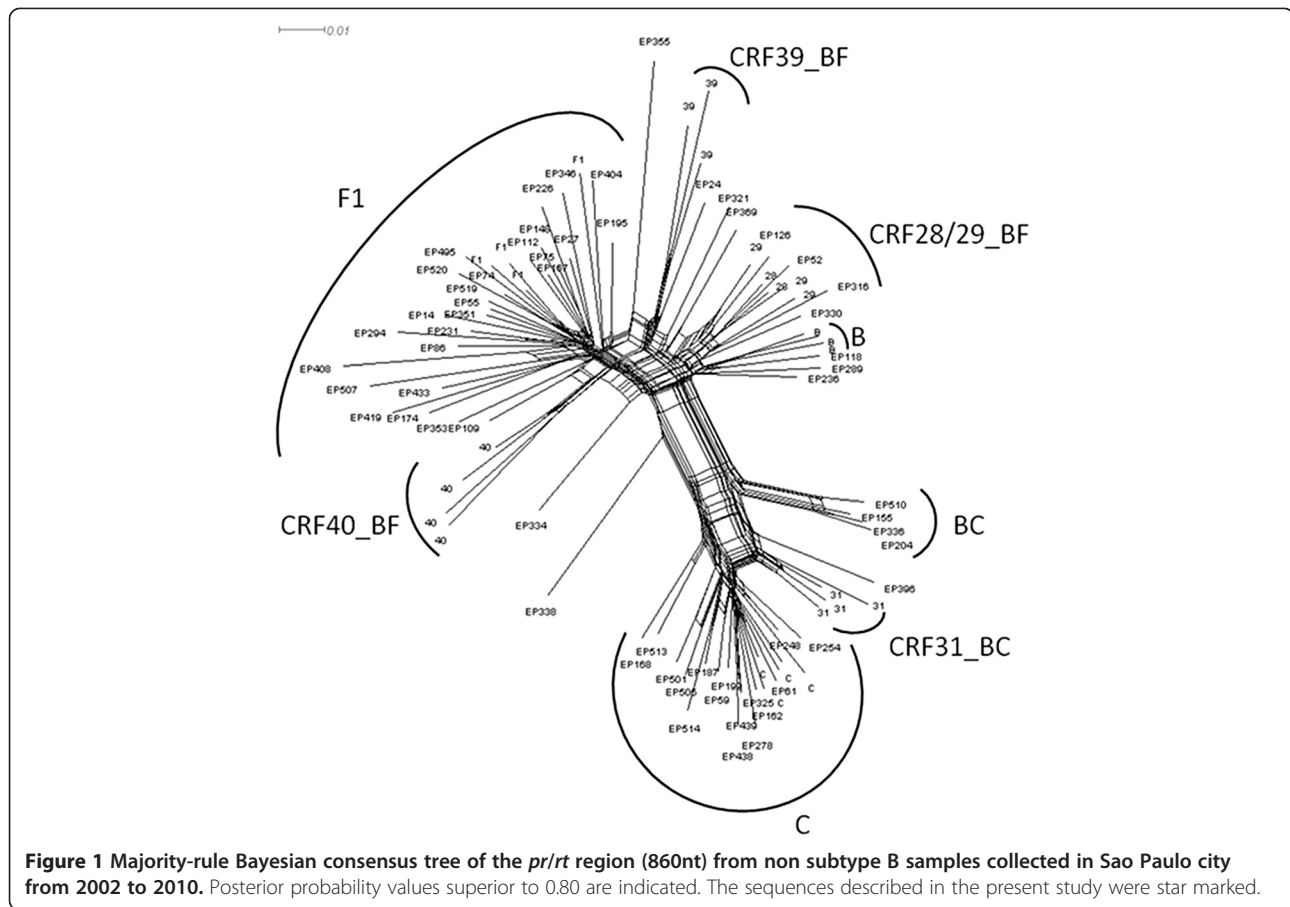 0.01
EP355
CRF39_BF
39
39
39
F1
F1
EP404
EP346
EP226
EP24
EP195
EP321
EP369
EP148
EP112
EP27
EP126
CRF28/29_BF
F1
EP75
EP167
29
EP52
EP495
F1
EP74
F1
28
28
29
29
EP316
EP520
EP519
EP55
EP351
EP14
EP330
EP294
EP231
B
B
B
B
EP86
EP118
EP289
EP408
EP236
EP507
EP433
EP419
EP174
EP353
EP109
40
40
40
40
CRF40_BF
EP334
EP510
EP155
EP336
EP204
BC
EP338
EP396
31
31
31
31
CRF31_BC
EP513
EP168
EP248
EP254
EP501
EP187
C
C
C
EP505
EP199
EP61
EP59
EP325
C
EP162
EP514
EP439
EP278
EP438
C
Figure 1 Majority-rule Bayesian consensus tree of the pr/rt region (860nt) from non subtype B samples collected in Sao Paulo city
from 2002 to 2010. Posterior probability values superior to 0.80 are indicated. The sequences described in the present study were star marked.